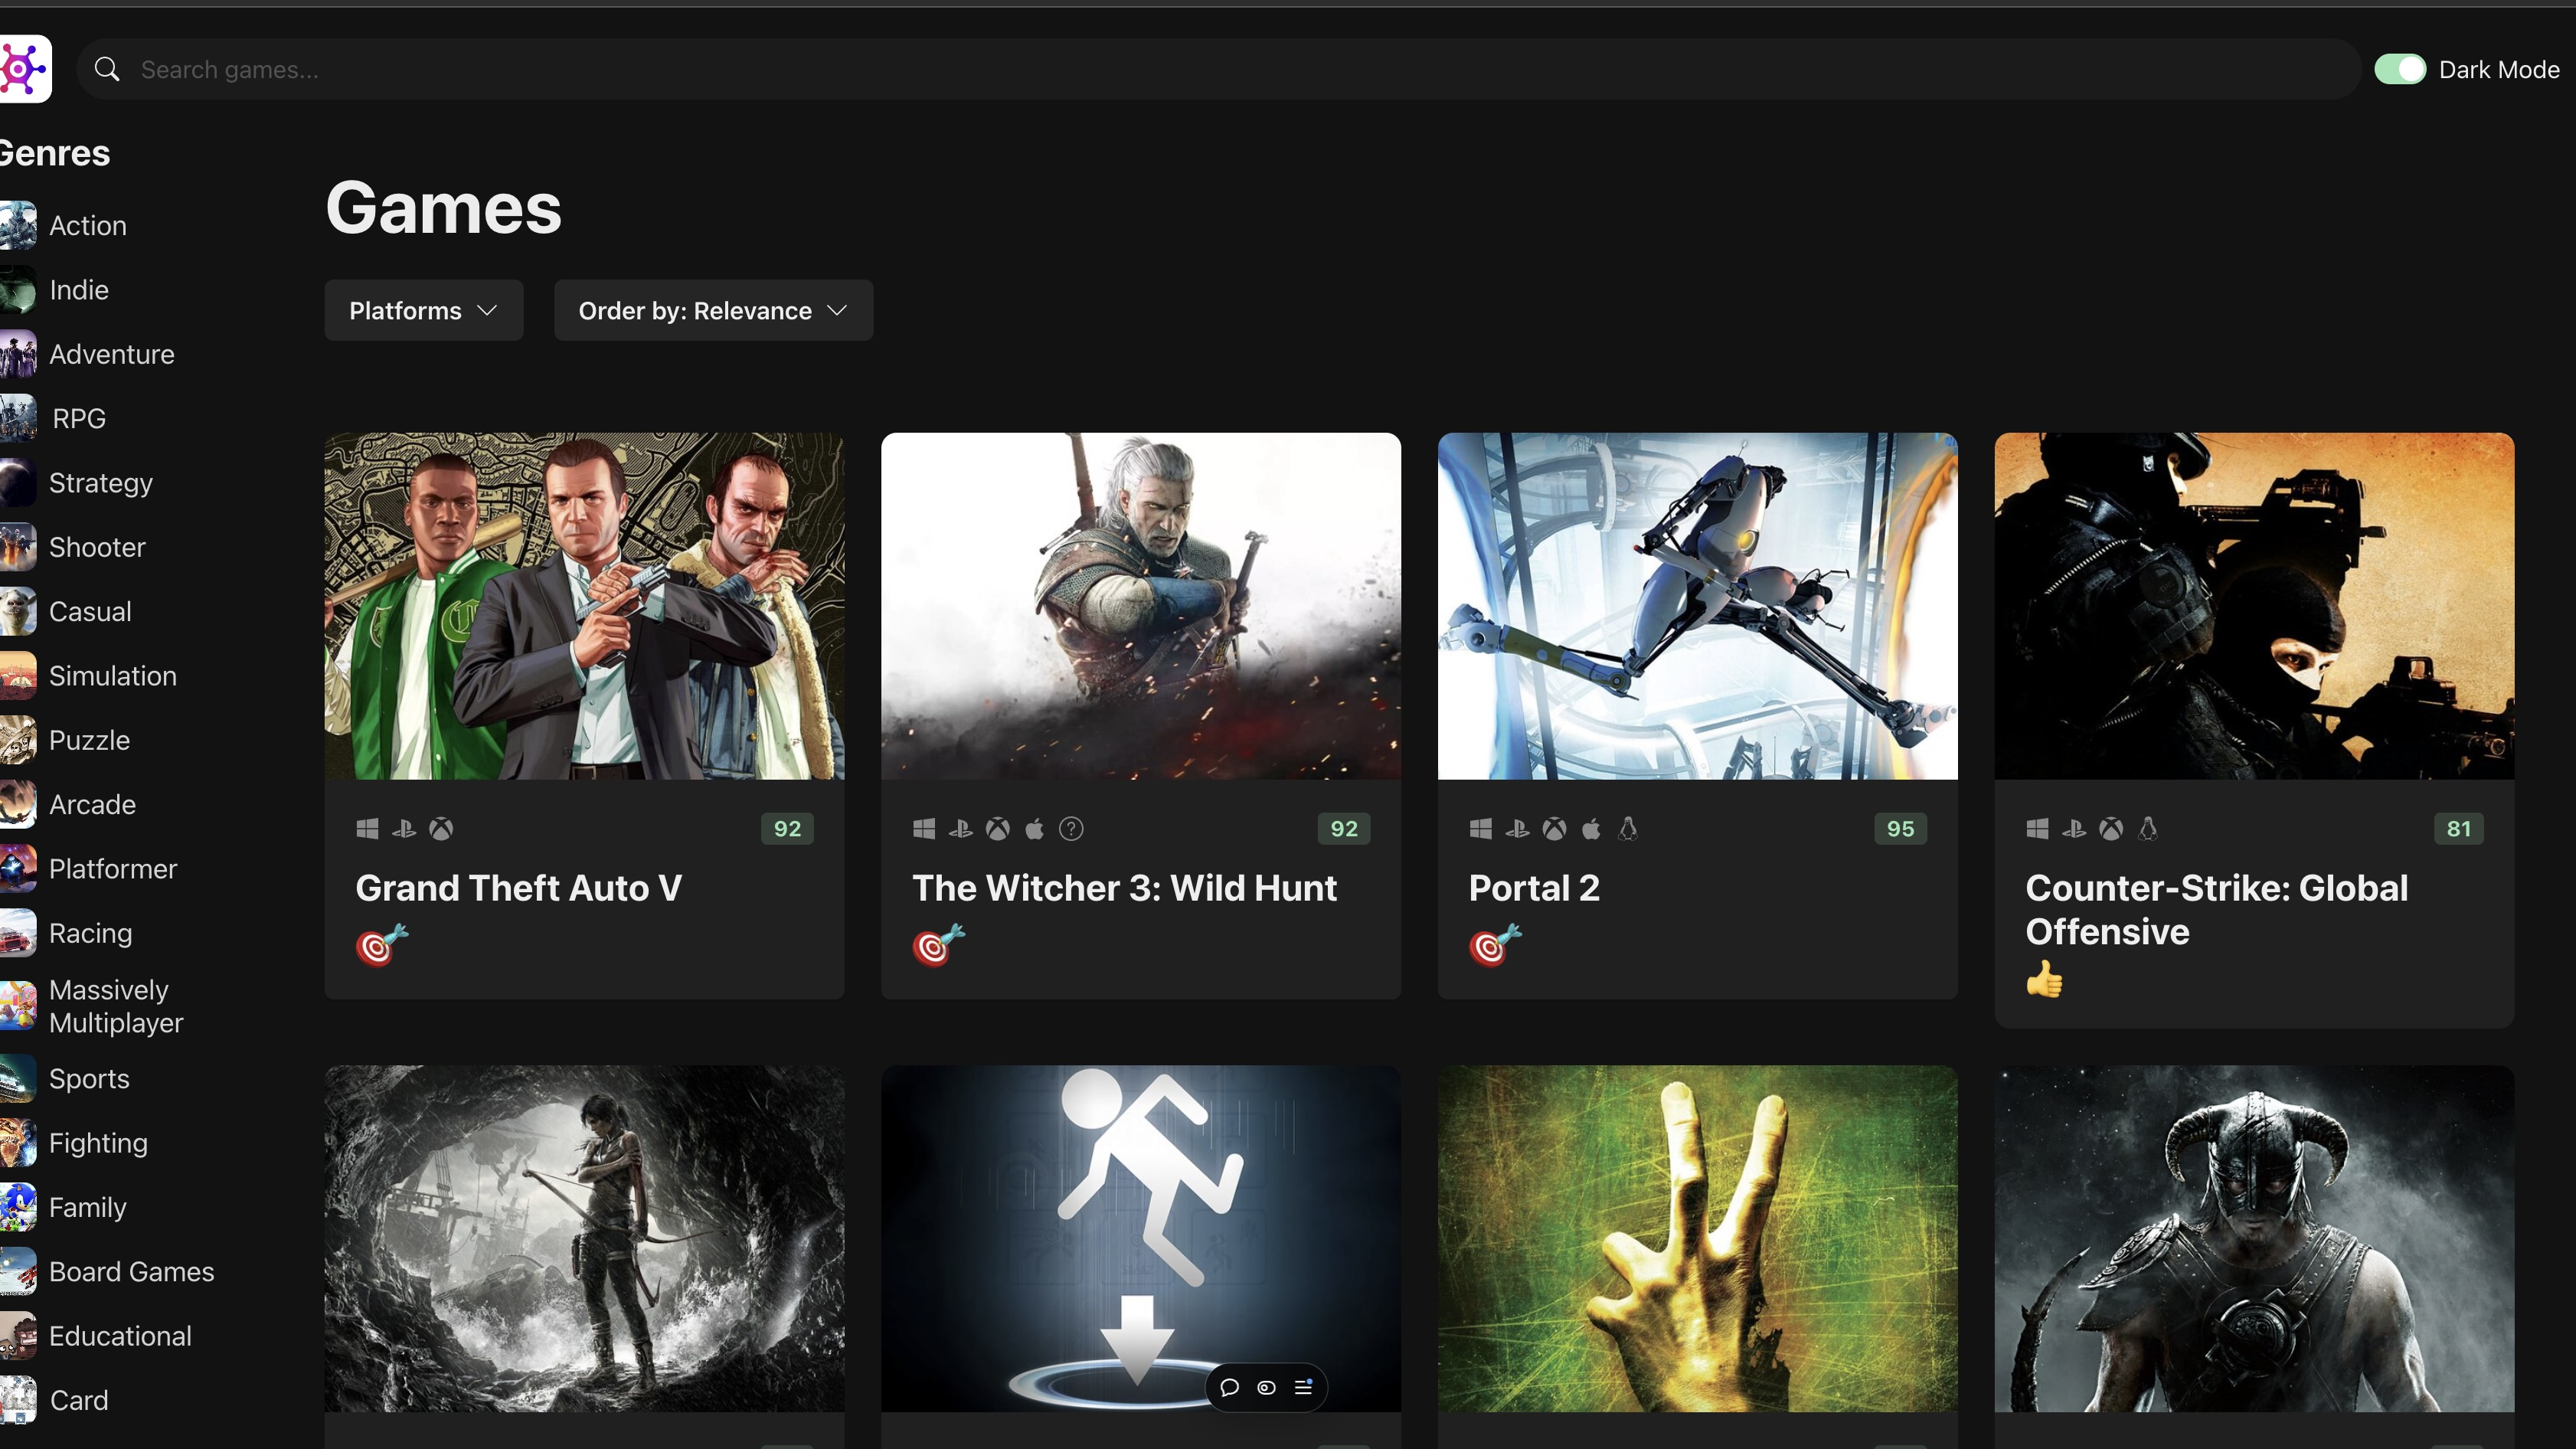 Search games...
Dark Mode
Genres
Action
Indie
Adventure
RPG
Strategy
Shooter
Casual
Simulation
Puzzle
Arcade
Platformer
Racing
Massively
Multiplayer
Sports
Fighting
Family
Board Games
Educational
Card
Games
Platforms
Order by: Relevance
92
Grand Theft Auto V
92
The Witcher 3: Wild Hunt
95
Portal 2
81
Counter-Strike: Global
Offensive